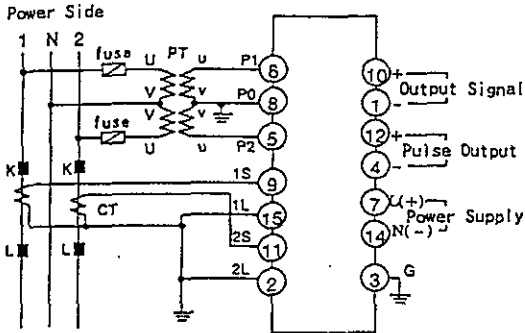 Power Side
1 N 2
fusa U PT u P1 6
10 + Output Signal
V v P0 8
1 -
V v
fuse U u P2 5
12 + Pulse Output
4 -
K K 1S 9
7 L(+) Power Supply
CT 1L 15
14 N(-)
L L 2S 11
2L 2
3 G